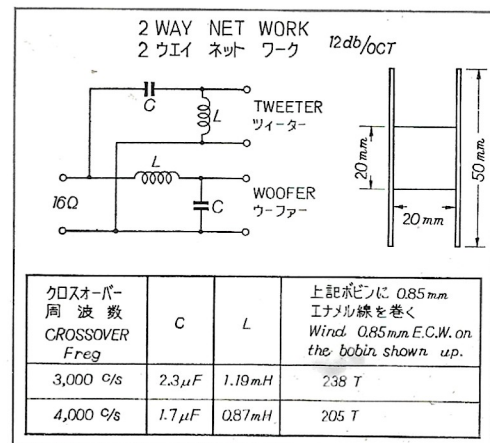 2 WAY NET WORK
2 ウエイ ネット ワーク
12db/OCT
C
L
TWEETER
ツィーター
L
WOOFER
ウーファー
C
16Ω
20mm
20mm
50mm
クロスオーバー
周波数
CROSSOVER
Freg
C
L
上記ボビンに 0.85mm
エナメル線を巻く
Wind 0.85mm E.C.W. on
the bobin shown up.
3,000 c/s 2.3μF 1.19mH 238 T
4,000 c/s 1.7μF 0.87mH 205 T